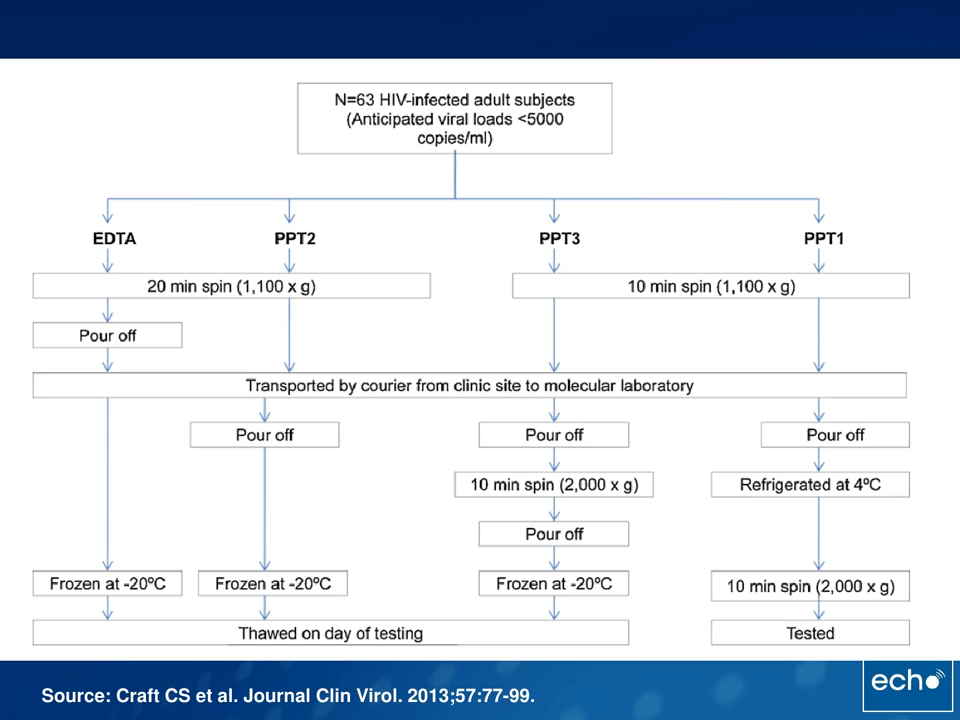 N=63 HIV-infected adult subjects
(Anticipated viral loads <5000
copies/ml)
EDTA
PPT2
PPT3
PPT1
20 min spin (1,100 x g)
10 min spin (1,100 x g)
Pour off
Transported by courier from clinic site to molecular laboratory
Pour off
Pour off
Pour off
10 min spin (2,000 x g)
Refrigerated at 4ºC
Pour off
Frozen at -20ºC
Frozen at -20ºC
Frozen at -20ºC
10 min spin (2,000 x g)
Thawed on day of testing
Tested
Source: Craft CS et al. Journal Clin Virol. 2013;57:77-99.
echo